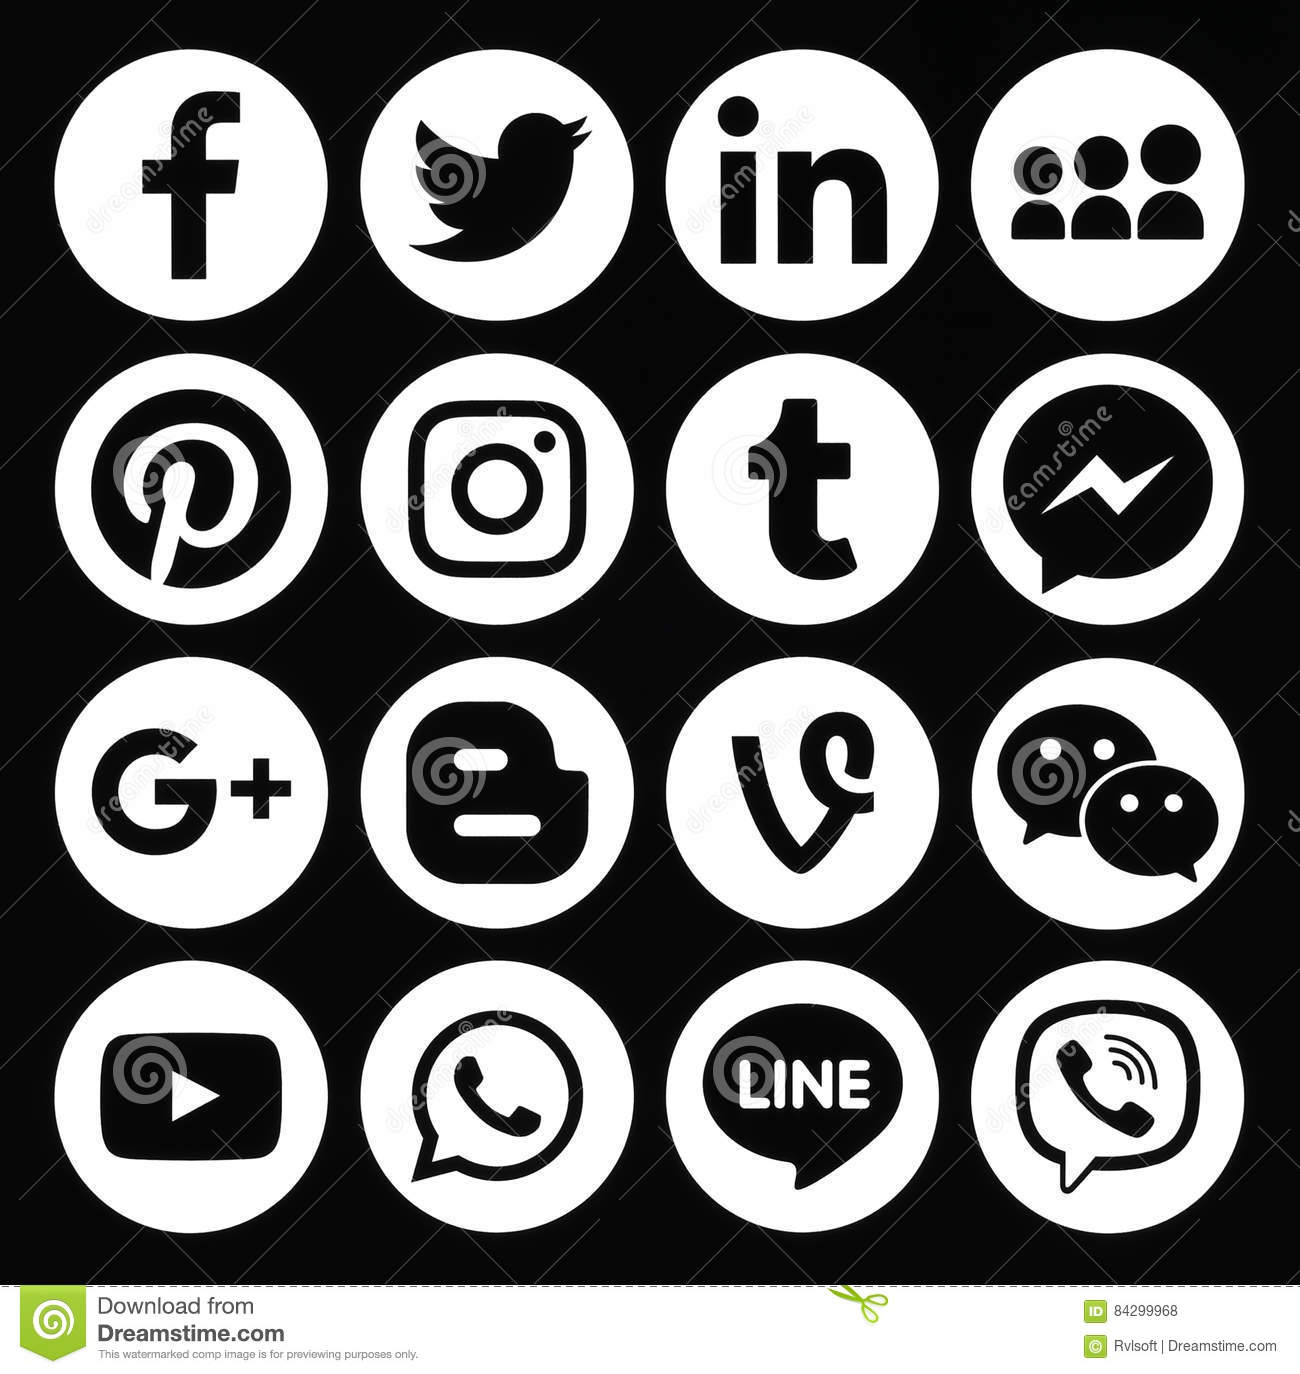 f
in
t
G+
LINE
Download from
Dreamstime.com
This watermarked comp image is for previewing purposes only.
ID 84299968
© Rvlsoft | Dreamstime.com
dreamstime